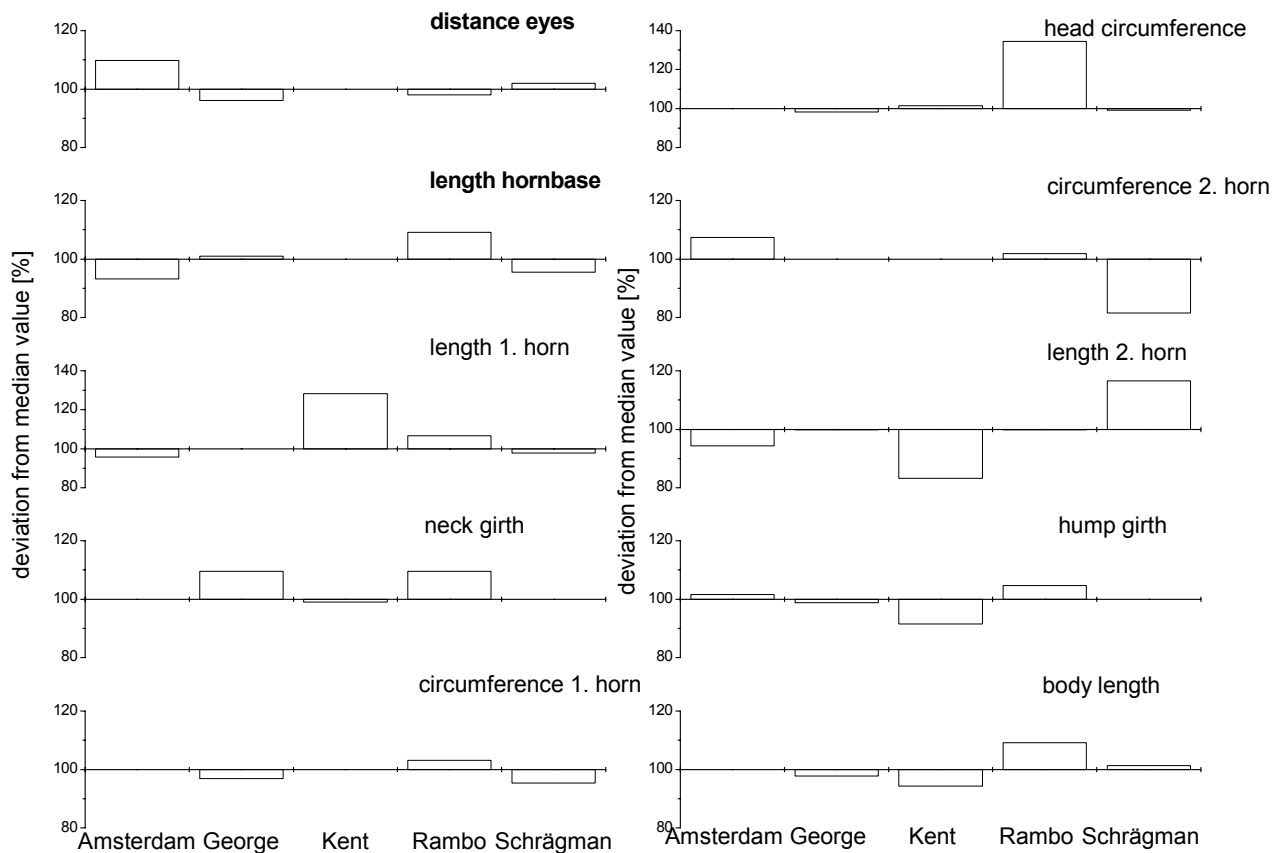 deviation from median value [%]
distance eyes
120
100
80
length hornbase
120
100
80
length 1. horn
140
120
100
80
neck girth
120
100
80
circumference 1. horn
120
100
80
Amsterdam George Kent Rambo Schrägman
deviation from median value [%]
head circumference
140
120
100
80
circumference 2. horn
120
100
80
length 2. horn
120
100
80
hump girth
120
100
80
body length
120
100
80
Amsterdam George Kent Rambo Schrägman